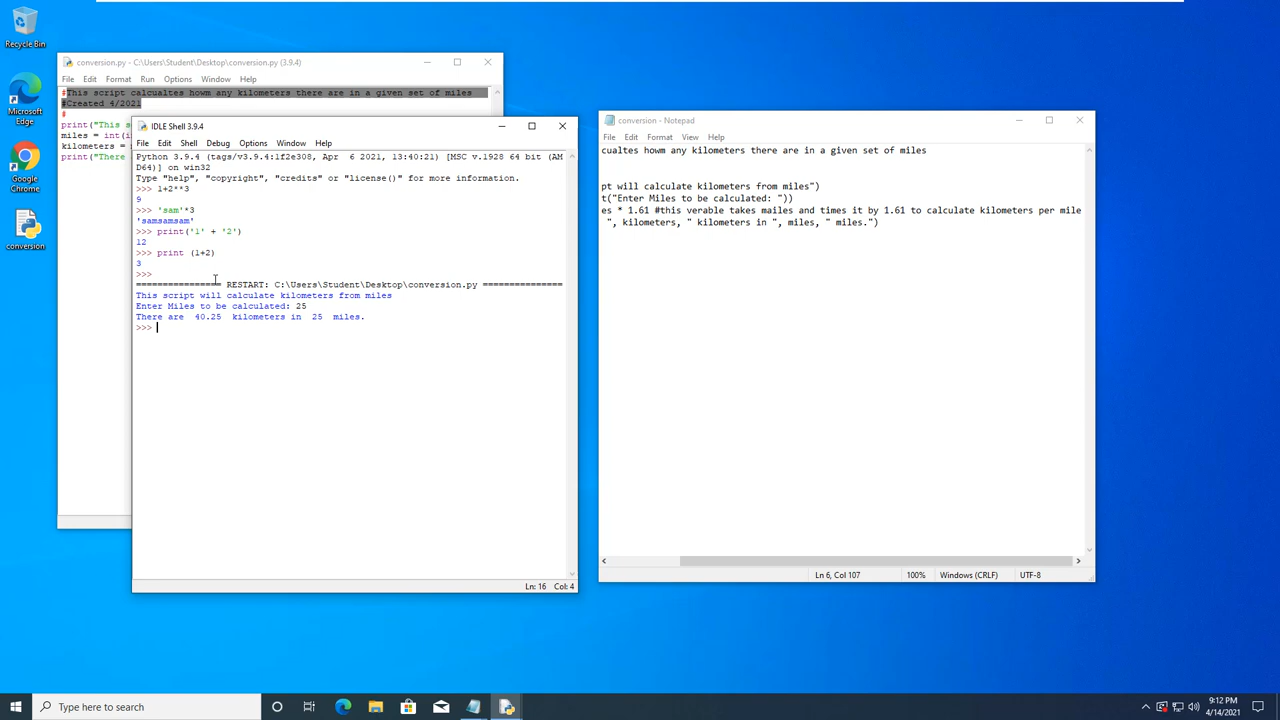 Recycle Bin
Microsoft Edge
Google Chrome
conversion
conversion.py - C:\Users\Student\Desktop\conversion.py (3.9.4)
File Edit Format Run Options Window Help
#This script calcualtes howm any kilometers there are in a given set of miles
#Created 4/2021
#
print("This s
miles = int(i
kilometers = m
print("There
IDLE Shell 3.9.4
File Edit Shell Debug Options Window Help
Python 3.9.4 (tags/v3.9.4:1f2e308, Apr 6 2021, 13:40:21) [MSC v.1928 64 bit (AM
D64)] on win32
Type "help", "copyright", "credits" or "license()" for more information.
>>> 1+2**3
9
>>> 'sam'*3
'samsamsam'
>>> print('1' + '2')
12
>>> print (1+2)
3
>>>
================ RESTART: C:\Users\Student\Desktop\conversion.py ===============
This script will calculate kilometers from miles
Enter Miles to be calculated: 25
There are 40.25 kilometers in 25 miles.
>>>
Ln: 16 Col: 4
conversion - Notepad
File Edit Format View Help
cualtes howm any kilometers there are in a given set of miles
pt will calculate kilometers from miles")
t("Enter Miles to be calculated: "))
es * 1.61 #this verable takes mailes and times it by 1.61 to calculate kilometers per mile
", kilometers, " kilometers in ", miles, " miles.")
Ln 6, Col 107 100% Windows (CRLF) UTF-8
Type here to search
9:12 PM
4/14/2021